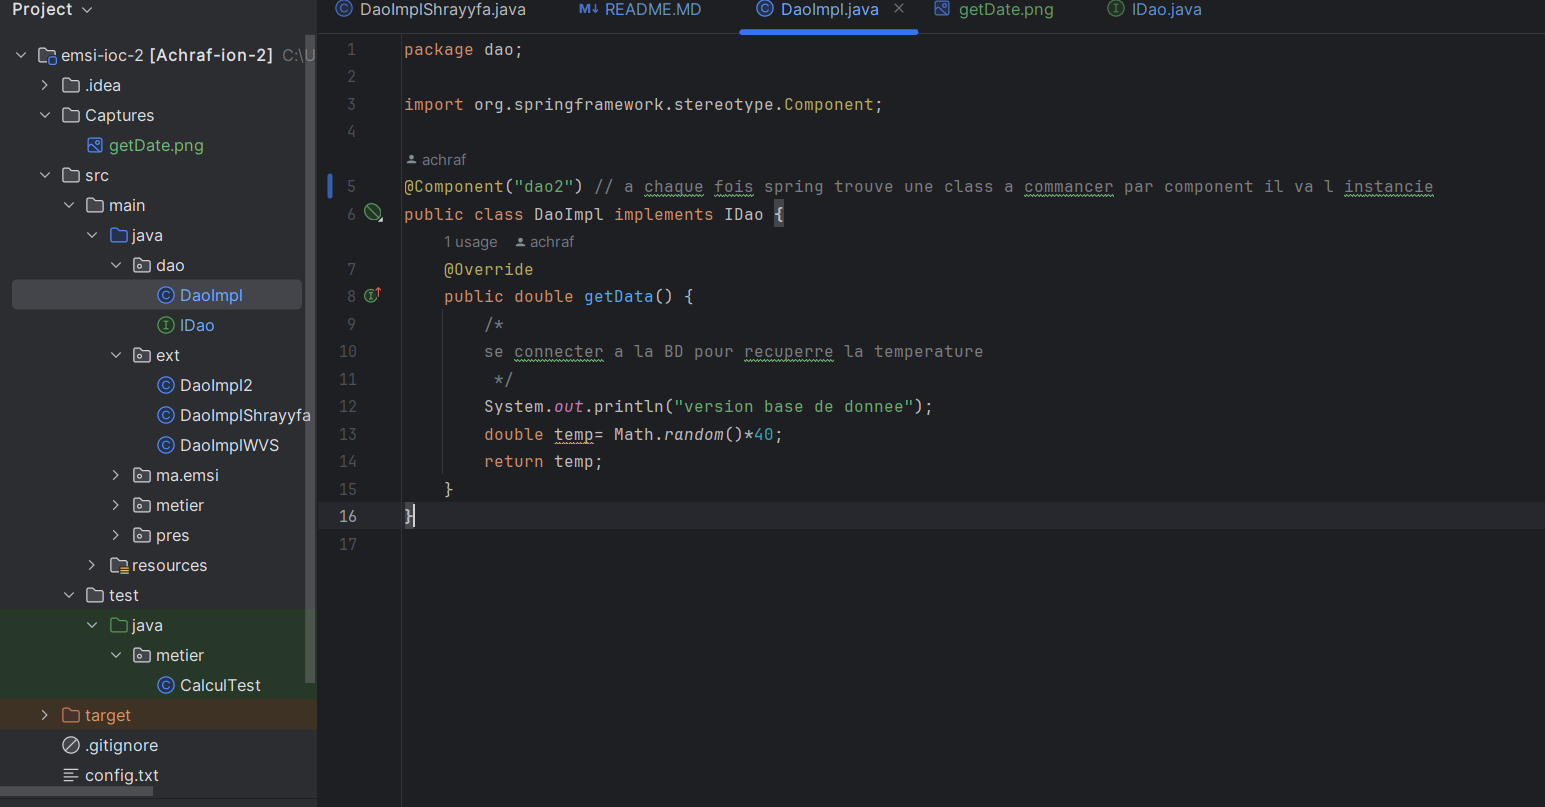 Project
emsi-ioc-2 [Achraf-ion-2] C:\U
.idea
Captures
getDate.png
src
main
java
dao
DaoImpl
IDao
ext
DaoImpl2
DaoImplShrayyfa
DaoImplWVS
ma.emsi
metier
pres
resources
test
java
metier
CalculTest
target
.gitignore
config.txt
DaoImplShrayyfa.java
M↓ README.MD
DaoImpl.java
getDate.png
IDao.java
1 package dao;
2
3 import org.springframework.stereotype.Component;
4
achraf
5 @Component("dao2") // a chaque fois spring trouve une class a commancer par component il va l instancie
6 public class DaoImpl implements IDao {
1 usage achraf
7 @Override
8 public double getData() {
9 /*
10 se connecter a la BD pour recuperre la temperature
11 */
12 System.out.println("version base de donnee");
13 double temp= Math.random()*40;
14 return temp;
15 }
16 }
17